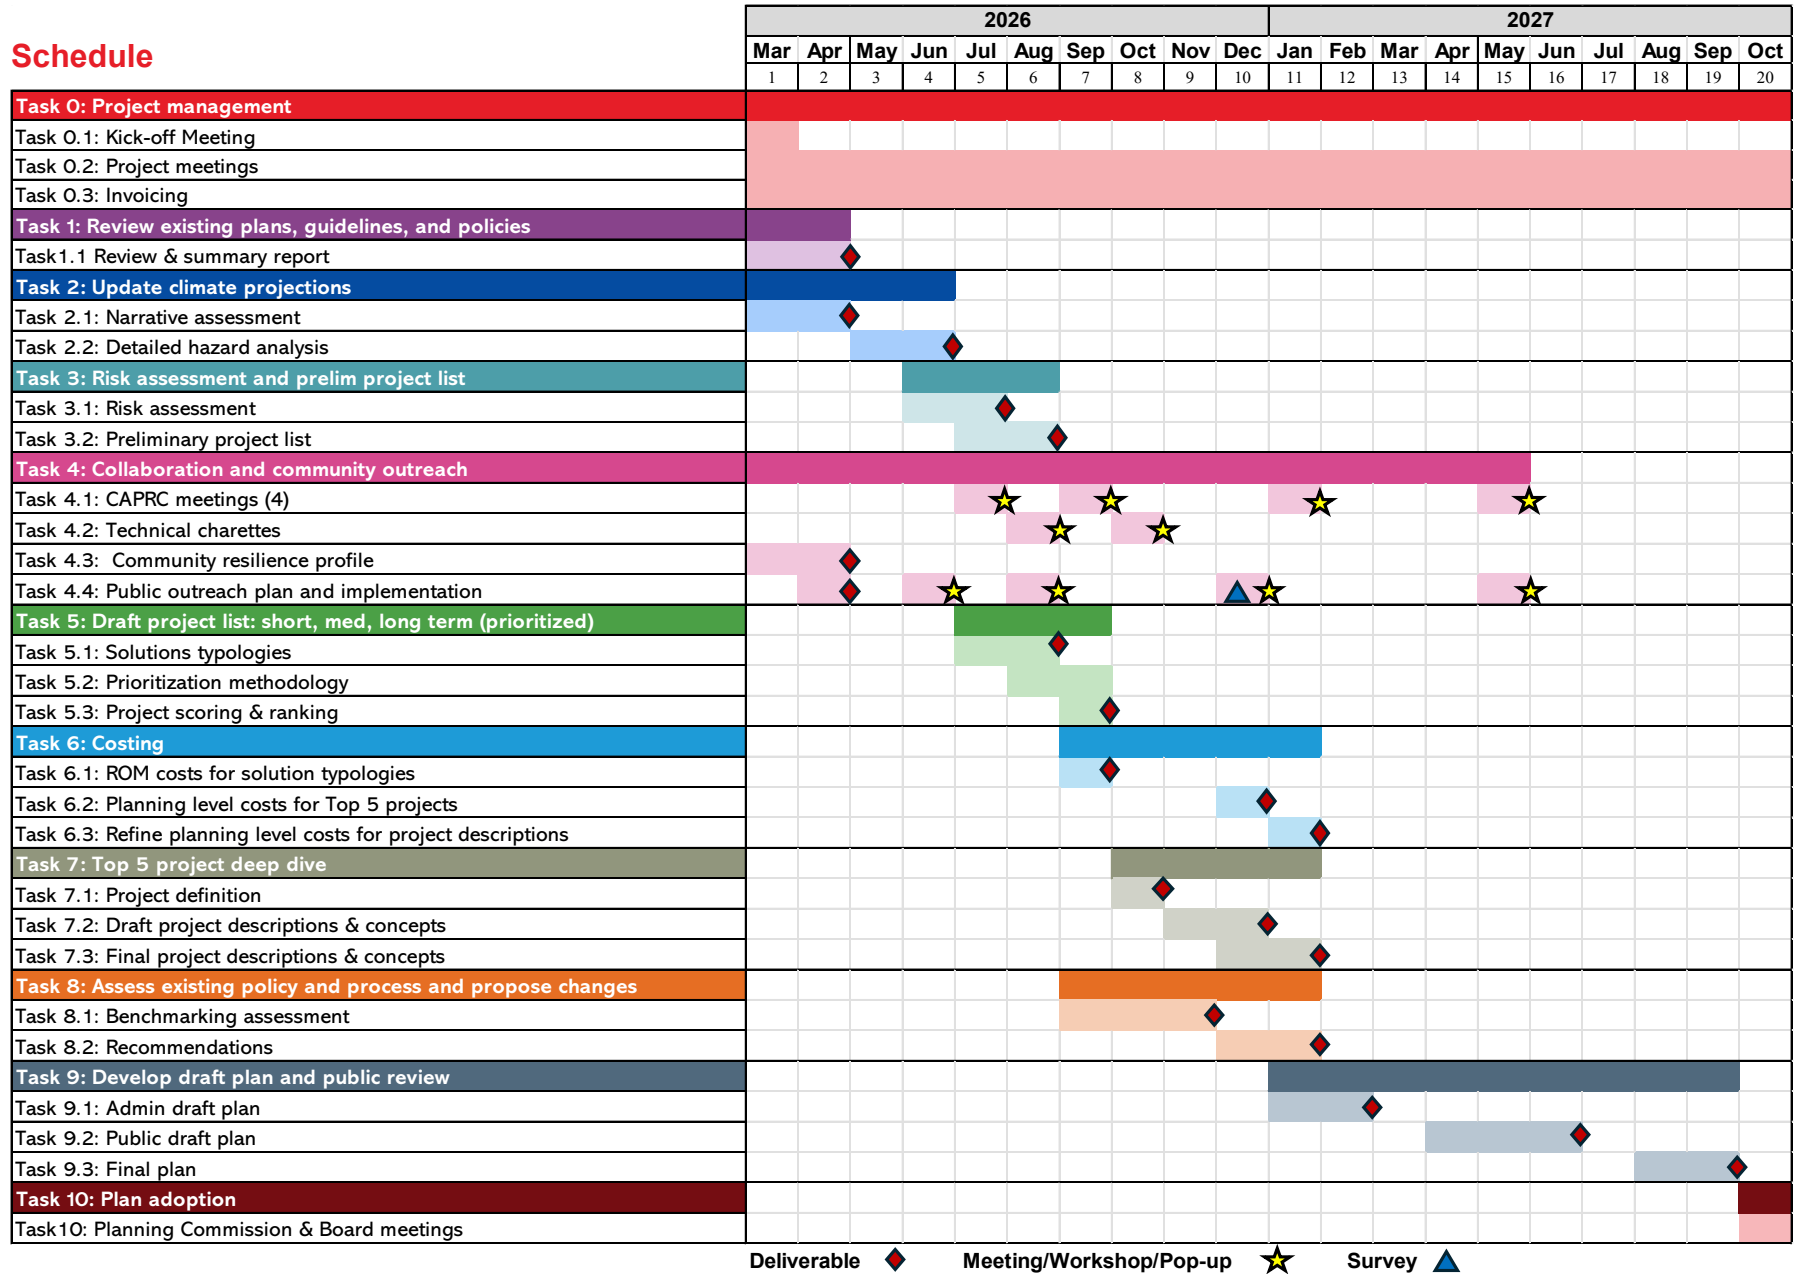 2026 2027
Schedule
Mar Apr May Jun Jul Aug Sep Oct Nov Dec Jan Feb Mar Apr May Jun Jul Aug Sep Oct
1 2 3 4 5 6 7 8 9 10 11 12 13 14 15 16 17 18 19 20
Task 0: Project management
Task 0.1: Kick-off Meeting
Task 0.2: Project meetings
Task 0.3: Invoicing
Task 1: Review existing plans, guidelines, and policies
Task1.1 Review & summary report
Task 2: Update climate projections
Task 2.1: Narrative assessment
Task 2.2: Detailed hazard analysis
Task 3: Risk assessment and prelim project list
Task 3.1: Risk assessment
Task 3.2: Preliminary project list
Task 4: Collaboration and community outreach
Task 4.1: CAPRC meetings (4)
Task 4.2: Technical charettes
Task 4.3:  Community resilience profile
Task 4.4: Public outreach plan and implementation
Task 5: Draft project list: short, med, long term (prioritized)
Task 5.1: Solutions typologies
Task 5.2: Prioritization methodology
Task 5.3: Project scoring & ranking
Task 6: Costing
Task 6.1: ROM costs for solution typologies
Task 6.2: Planning level costs for Top 5 projects
Task 6.3: Refine planning level costs for project descriptions
Task 7: Top 5 project deep dive
Task 7.1: Project definition
Task 7.2: Draft project descriptions & concepts
Task 7.3: Final project descriptions & concepts
Task 8: Assess existing policy and process and propose changes
Task 8.1: Benchmarking assessment
Task 8.2: Recommendations
Task 9: Develop draft plan and public review
Task 9.1: Admin draft plan
Task 9.2: Public draft plan
Task 9.3: Final plan
Task 10: Plan adoption
Task10: Planning Commission & Board meetings
Deliverable Meeting/Workshop/Pop-up Survey